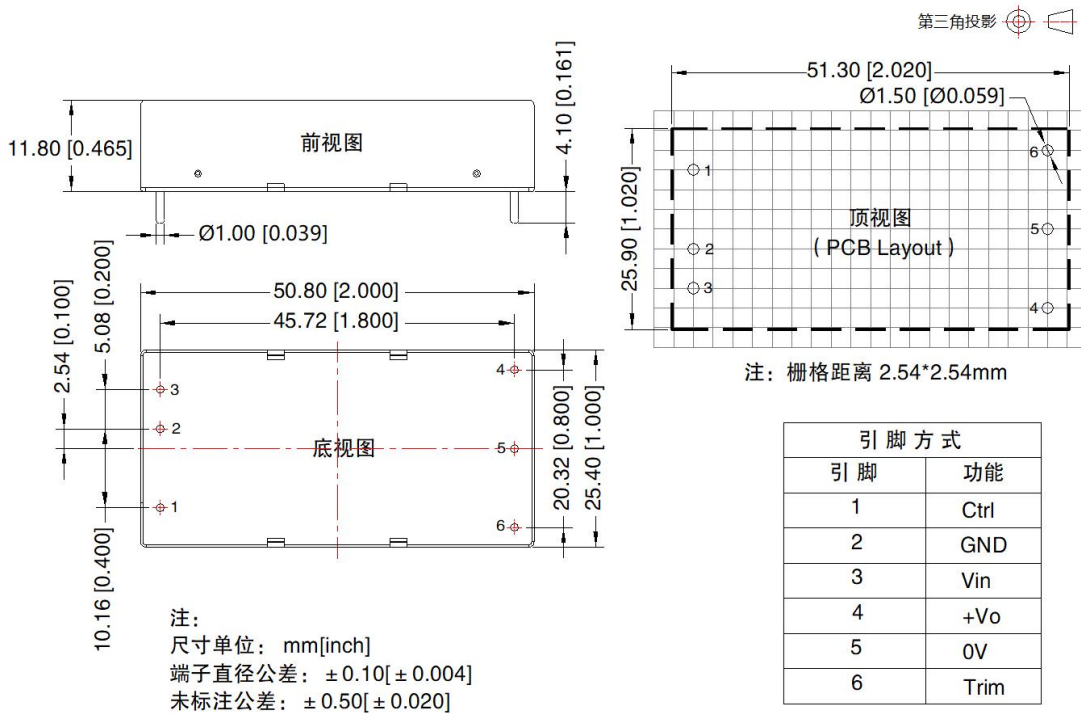 第三角投影
11.80 [0.465]
前视图
4.10 [0.161]
Ø1.00 [0.039]
51.30 [2.020]
Ø1.50 [Ø0.059]
25.90 [1.020]
1
2
3
6
5
4
顶视图
( PCB Layout )
注: 栅格距离 2.54*2.54mm
50.80 [2.000]
45.72 [1.800]
2.54 [0.100]
5.08 [0.200]
10.16 [0.400]
3
2
1
4
5
6
底视图
20.32 [0.800]
25.40 [1.000]
注:
尺寸单位: mm[inch]
端子直径公差: ±0.10[±0.004]
未标注公差: ±0.50[±0.020]
引脚方式
引脚 功能
1 Ctrl
2 GND
3 Vin
4 +Vo
5 0V
6 Trim